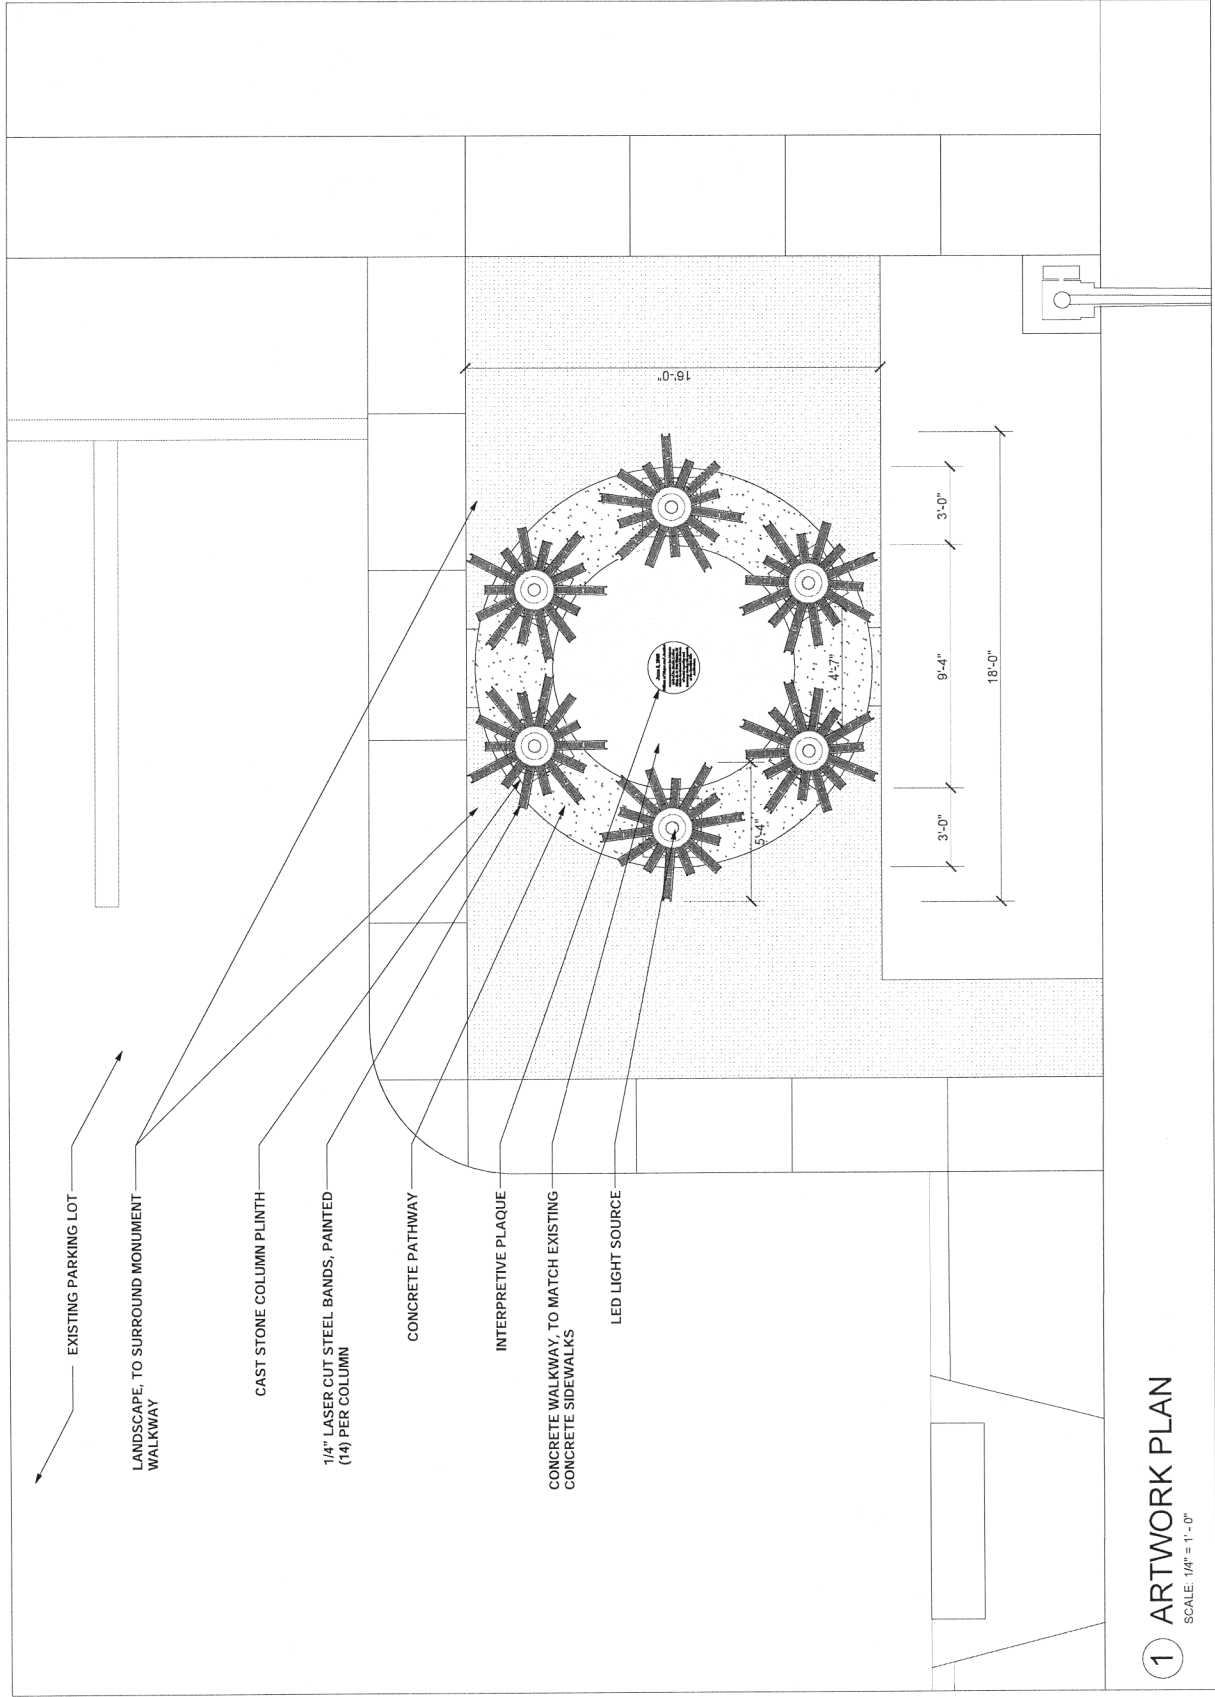 EXISTING PARKING LOT
LANDSCAPE, TO SURROUND MONUMENT
WALKWAY
CAST STONE COLUMN PLINTH
1/4" LASER CUT STEEL BANDS, PAINTED
(14) PER COLUMN
CONCRETE PATHWAY
INTERPRETIVE PLAQUE
CONCRETE WALKWAY, TO MATCH EXISTING
CONCRETE SIDEWALKS
LED LIGHT SOURCE
16'-0"
5'-4"
4'-7"
3'-0"
9'-4"
3'-0"
18'-0"
1 ARTWORK PLAN
SCALE: 1/4" = 1' - 0"